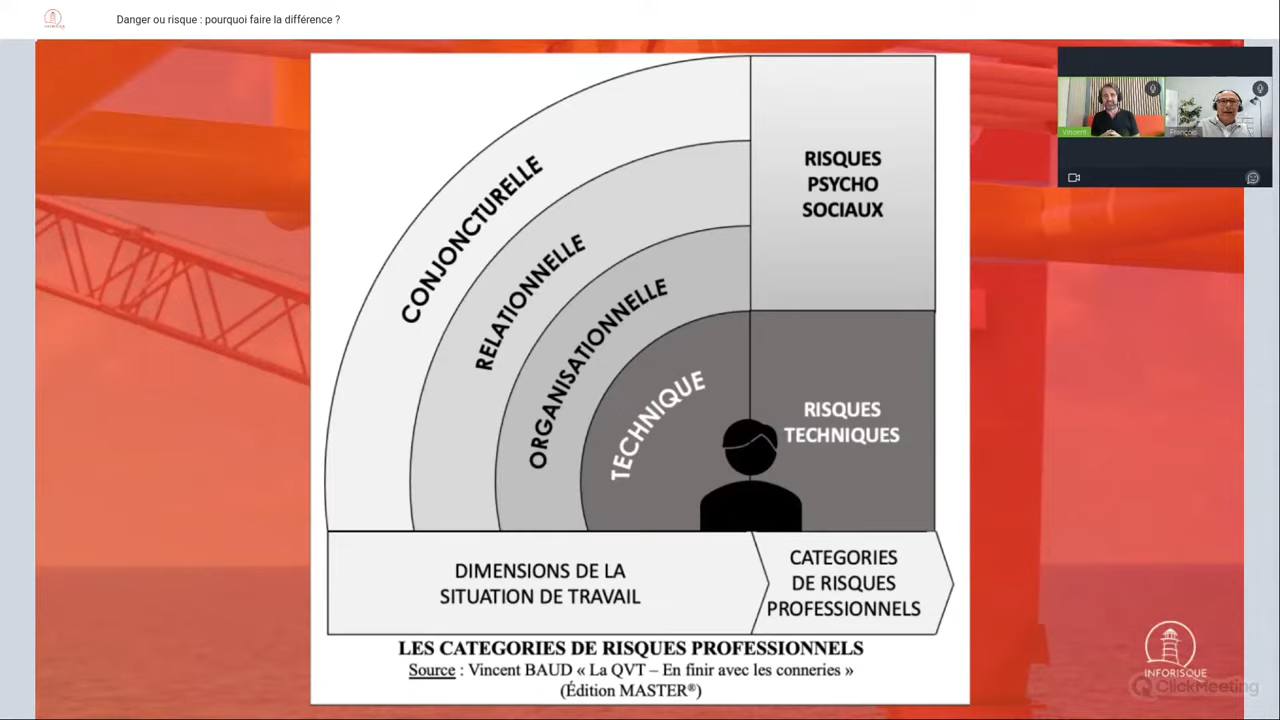 Danger ou risque : pourquoi faire la différence ?
Vincent
François
CONJONCTURELLE
RELATIONNELLE
ORGANISATIONNELLE
TECHNIQUE
RISQUES
PSYCHO
SOCIAUX
RISQUES
TECHNIQUES
DIMENSIONS DE LA
SITUATION DE TRAVAIL
CATEGORIES
DE RISQUES
PROFESSIONNELS
LES CATEGORIES DE RISQUES PROFESSIONNELS
Source : Vincent BAUD « La QVT – En finir avec les conneries »
(Édition MASTER®)
INFORISQUE
ClickMeeting